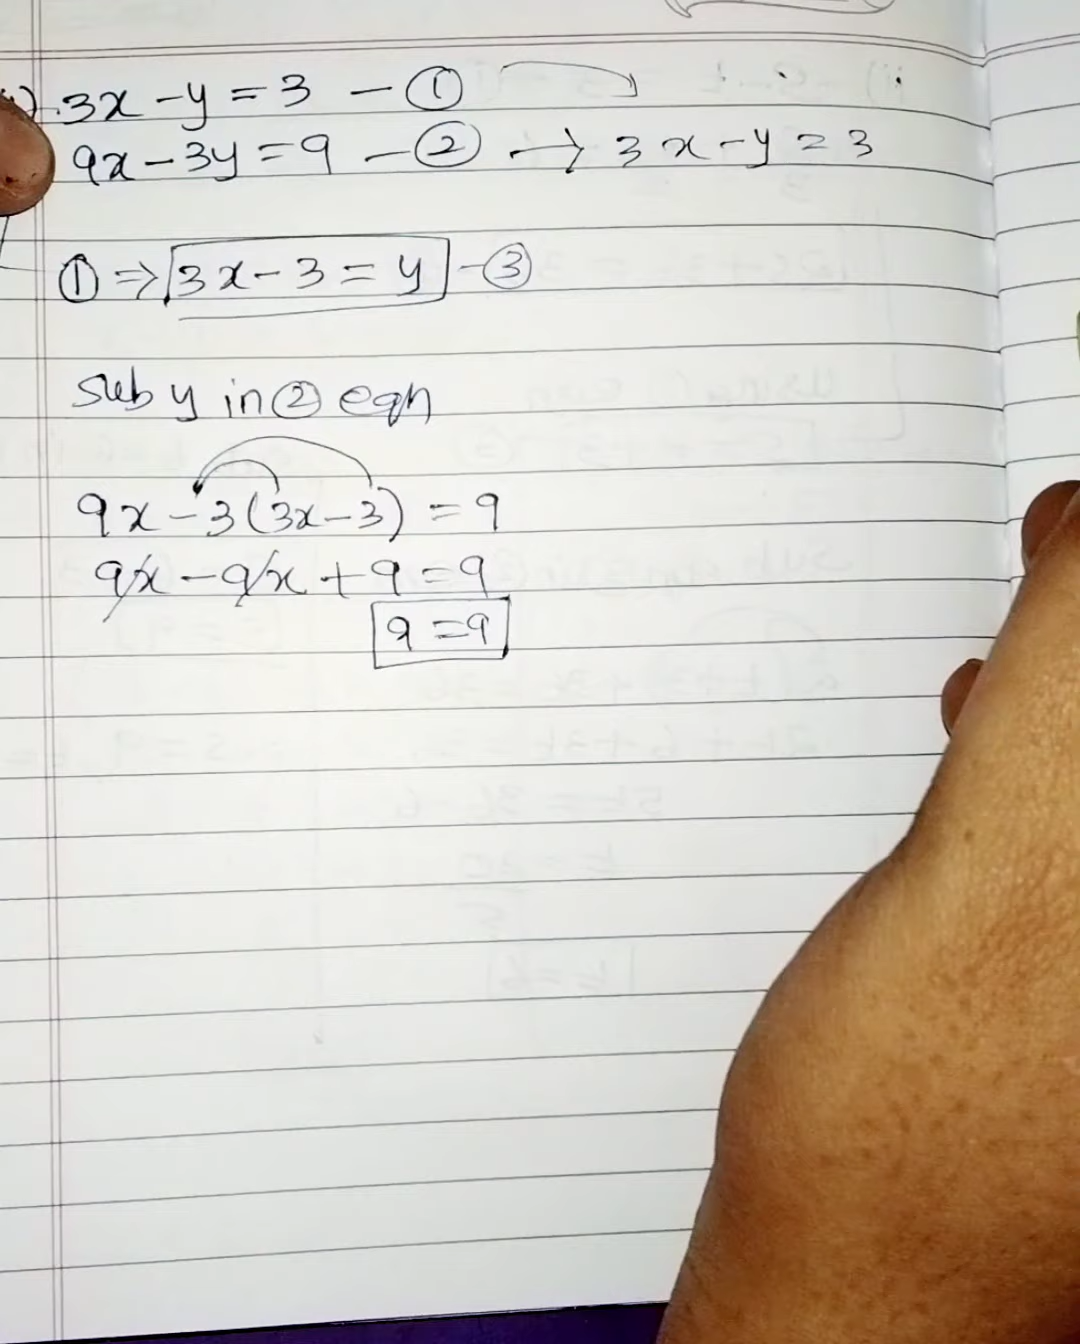 3x - y = 3 - ①
9x - 3y = 9 - ② → 3x - y = 3
① ⇒ 3x - 3 = y - ③
sub y in ② eqn
9x - 3(3x - 3) = 9
9x - 9x + 9 = 9
9 = 9